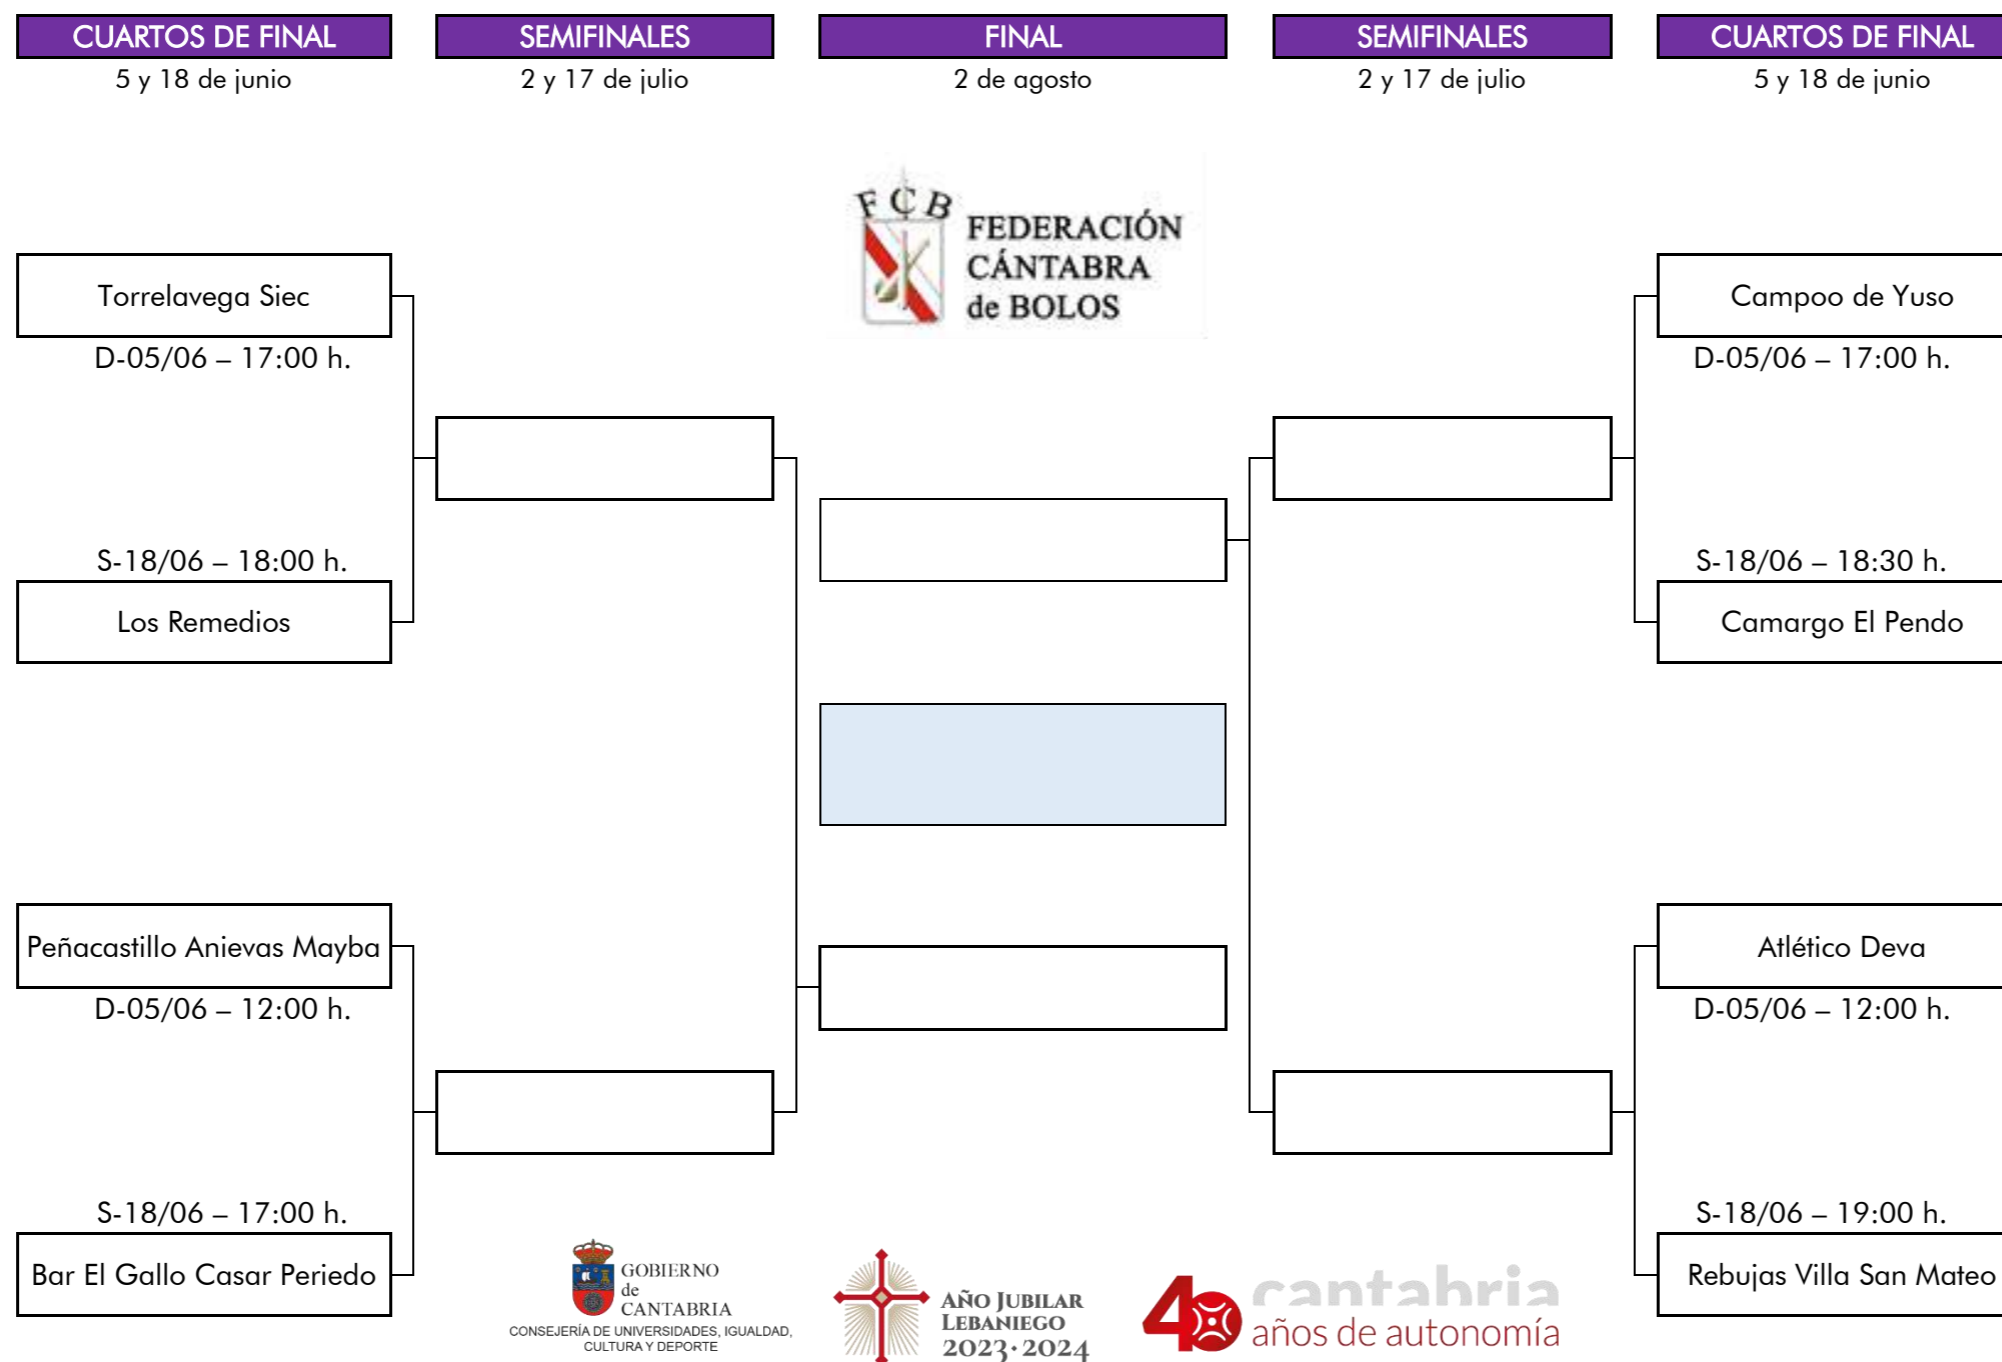 CUARTOS DE FINAL
SEMIFINALES
FINAL
SEMIFINALES
CUARTOS DE FINAL
5 y 18 de junio
2 y 17 de julio
2 de agosto
2 y 17 de julio
5 y 18 de junio
FCB
FEDERACIÓN
CÁNTABRA
de BOLOS
Torrelavega Siec
Campoo de Yuso
D-05/06 – 17:00 h.
D-05/06 – 17:00 h.
S-18/06 – 18:00 h.
S-18/06 – 18:30 h.
Los Remedios
Camargo El Pendo
Peñacastillo Anievas Mayba
Atlético Deva
D-05/06 – 12:00 h.
D-05/06 – 12:00 h.
S-18/06 – 17:00 h.
S-18/06 – 19:00 h.
Bar El Gallo Casar Periedo
Rebujas Villa San Mateo
GOBIERNO
de
CANTABRIA
CONSEJERÍA DE UNIVERSIDADES, IGUALDAD,
CULTURA Y DEPORTE
AÑO JUBILAR
LEBANIEGO
2023·2024
40
cantabria
años de autonomía